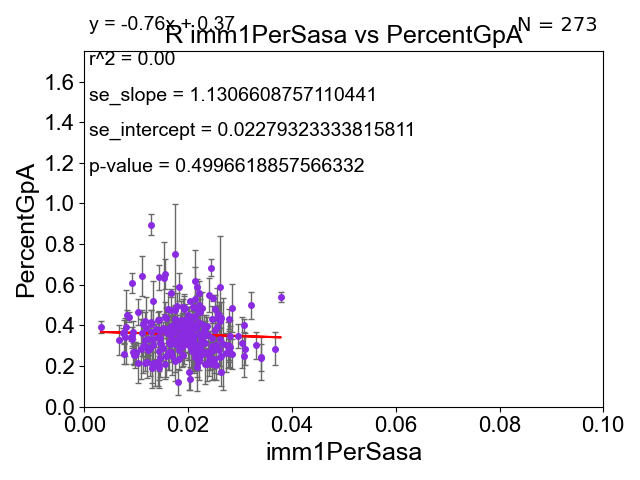 y = -0.76x + 0.37
N = 273
R imm1PerSasa vs PercentGpA
r^2 = 0.00
se_slope = 1.1306608757110441
se_intercept = 0.02279323333815811
p-value = 0.4996618857566332
PercentGpA
1.6
1.4
1.2
1.0
0.8
0.6
0.4
0.2
0.0
0.00 0.02 0.04 0.06 0.08 0.10
imm1PerSasa